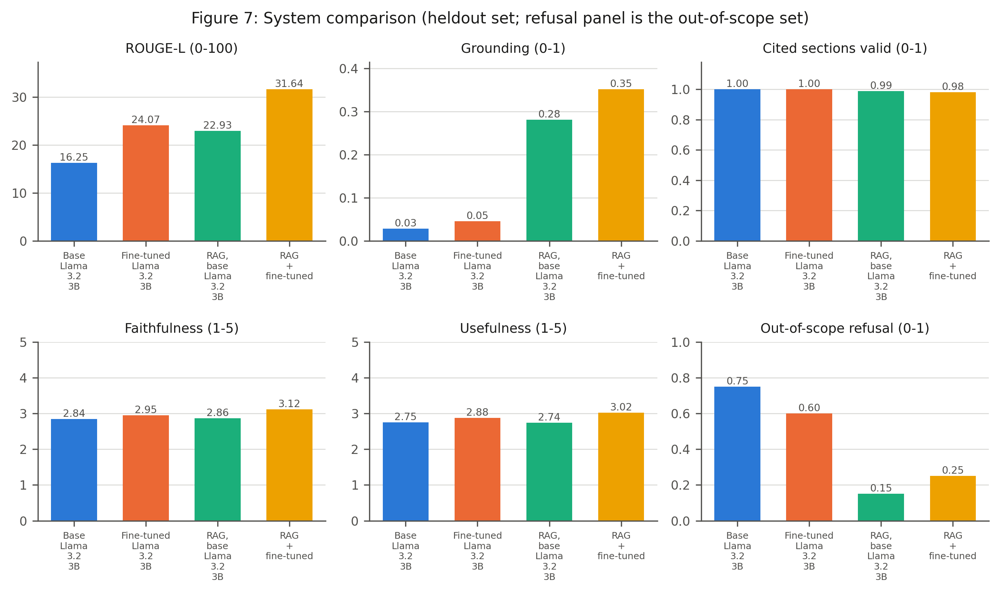 Figure 7: System comparison (heldout set; refusal panel is the out-of-scope set)
ROUGE-L (0-100)
30
20
10
0
16.25
24.07
22.93
31.64
Base
Llama
3.2
3B
Fine-tuned
Llama
3.2
3B
RAG,
base
Llama
3.2
3B
RAG
+
fine-tuned
Grounding (0-1)
0.4
0.3
0.2
0.1
0.0
0.03
0.05
0.28
0.35
Base
Llama
3.2
3B
Fine-tuned
Llama
3.2
3B
RAG,
base
Llama
3.2
3B
RAG
+
fine-tuned
Cited sections valid (0-1)
1.0
0.8
0.6
0.4
0.2
0.0
1.00
1.00
0.99
0.98
Base
Llama
3.2
3B
Fine-tuned
Llama
3.2
3B
RAG,
base
Llama
3.2
3B
RAG
+
fine-tuned
Faithfulness (1-5)
5
4
3
2
1
0
2.84
2.95
2.86
3.12
Base
Llama
3.2
3B
Fine-tuned
Llama
3.2
3B
RAG,
base
Llama
3.2
3B
RAG
+
fine-tuned
Usefulness (1-5)
5
4
3
2
1
0
2.75
2.88
2.74
3.02
Base
Llama
3.2
3B
Fine-tuned
Llama
3.2
3B
RAG,
base
Llama
3.2
3B
RAG
+
fine-tuned
Out-of-scope refusal (0-1)
1.0
0.8
0.6
0.4
0.2
0.0
0.75
0.60
0.15
0.25
Base
Llama
3.2
3B
Fine-tuned
Llama
3.2
3B
RAG,
base
Llama
3.2
3B
RAG
+
fine-tuned